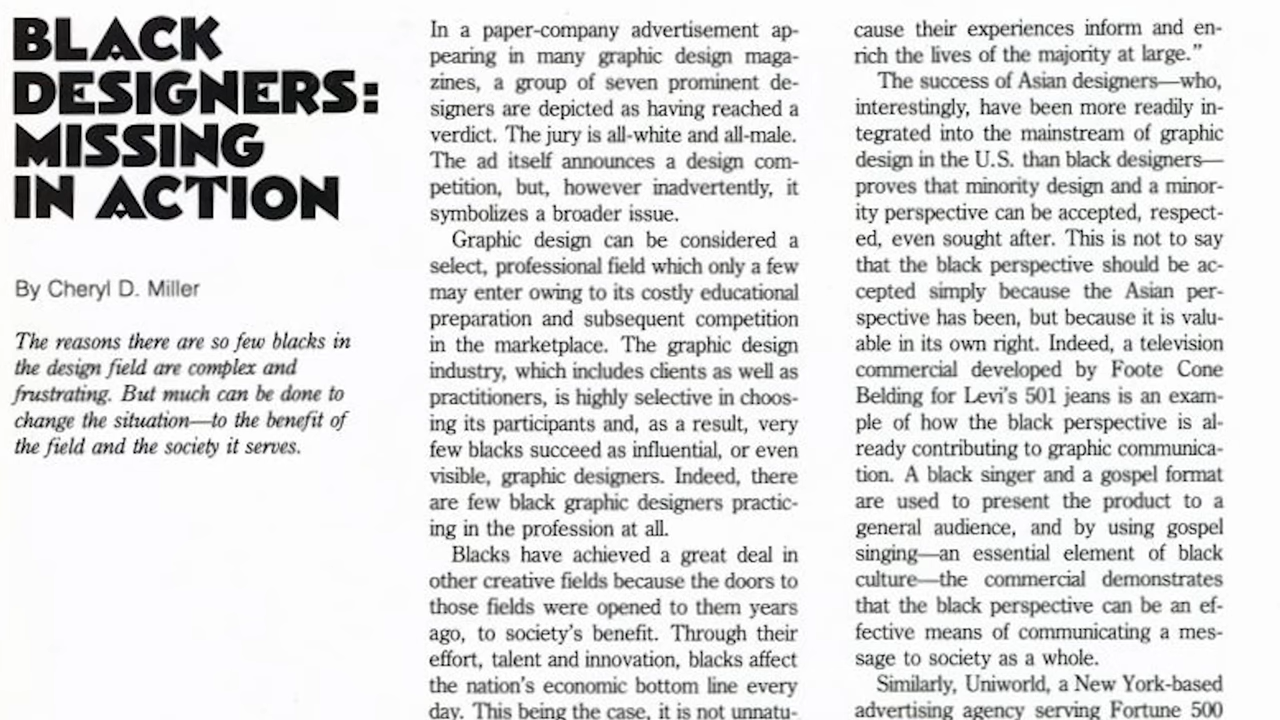 BLACK
DESIGNERS:
MISSING
IN ACTION
By Cheryl D. Miller
The reasons there are so few blacks in
the design field are complex and
frustrating. But much can be done to
change the situation—to the benefit of
the field and the society it serves.
In a paper-company advertisement ap-
pearing in many graphic design maga-
zines, a group of seven prominent de-
signers are depicted as having reached a
verdict. The jury is all-white and all-male.
The ad itself announces a design com-
petition, but, however inadvertently, it
symbolizes a broader issue.
Graphic design can be considered a
select, professional field which only a few
may enter owing to its costly educational
preparation and subsequent competition
in the marketplace. The graphic design
industry, which includes clients as well as
practitioners, is highly selective in choos-
ing its participants and, as a result, very
few blacks succeed as influential, or even
visible, graphic designers. Indeed, there
are few black graphic designers practic-
ing in the profession at all.
Blacks have achieved a great deal in
other creative fields because the doors to
those fields were opened to them years
ago, to society's benefit. Through their
effort, talent and innovation, blacks affect
the nation's economic bottom line every
day. This being the case, it is not unnatu-
cause their experiences inform and en-
rich the lives of the majority at large.”
The success of Asian designers—who,
interestingly, have been more readily in-
tegrated into the mainstream of graphic
design in the U.S. than black designers—
proves that minority design and a minor-
ity perspective can be accepted, respect-
ed, even sought after. This is not to say
that the black perspective should be ac-
cepted simply because the Asian per-
spective has been, but because it is valu-
able in its own right. Indeed, a television
commercial developed by Foote Cone
Belding for Levi's 501 jeans is an exam-
ple of how the black perspective is al-
ready contributing to graphic communica-
tion. A black singer and a gospel format
are used to present the product to a
general audience, and by using gospel
singing—an essential element of black
culture—the commercial demonstrates
that the black perspective can be an ef-
fective means of communicating a mes-
sage to society as a whole.
Similarly, Uniworld, a New York-based
advertising agency serving Fortune 500